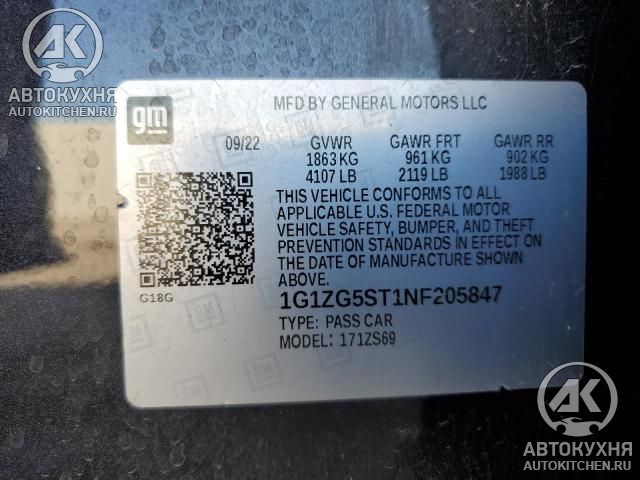 АК
АВТОКУХНЯ
AUTOKITCHEN.RU
gm
MFD BY GENERAL MOTORS LLC
09/22 GVWR GAWR FRT GAWR RR
1863 KG 961 KG 902 KG
4107 LB 2119 LB 1988 LB
THIS VEHICLE CONFORMS TO ALL
APPLICABLE U.S. FEDERAL MOTOR
VEHICLE SAFETY, BUMPER, AND THEFT
PREVENTION STANDARDS IN EFFECT ON
THE DATE OF MANUFACTURE SHOWN
ABOVE.
G18G
1G1ZG5ST1NF205847
TYPE: PASS CAR
MODEL: 171ZS69
АК
АВТОКУХНЯ
AUTOKITCHEN.RU